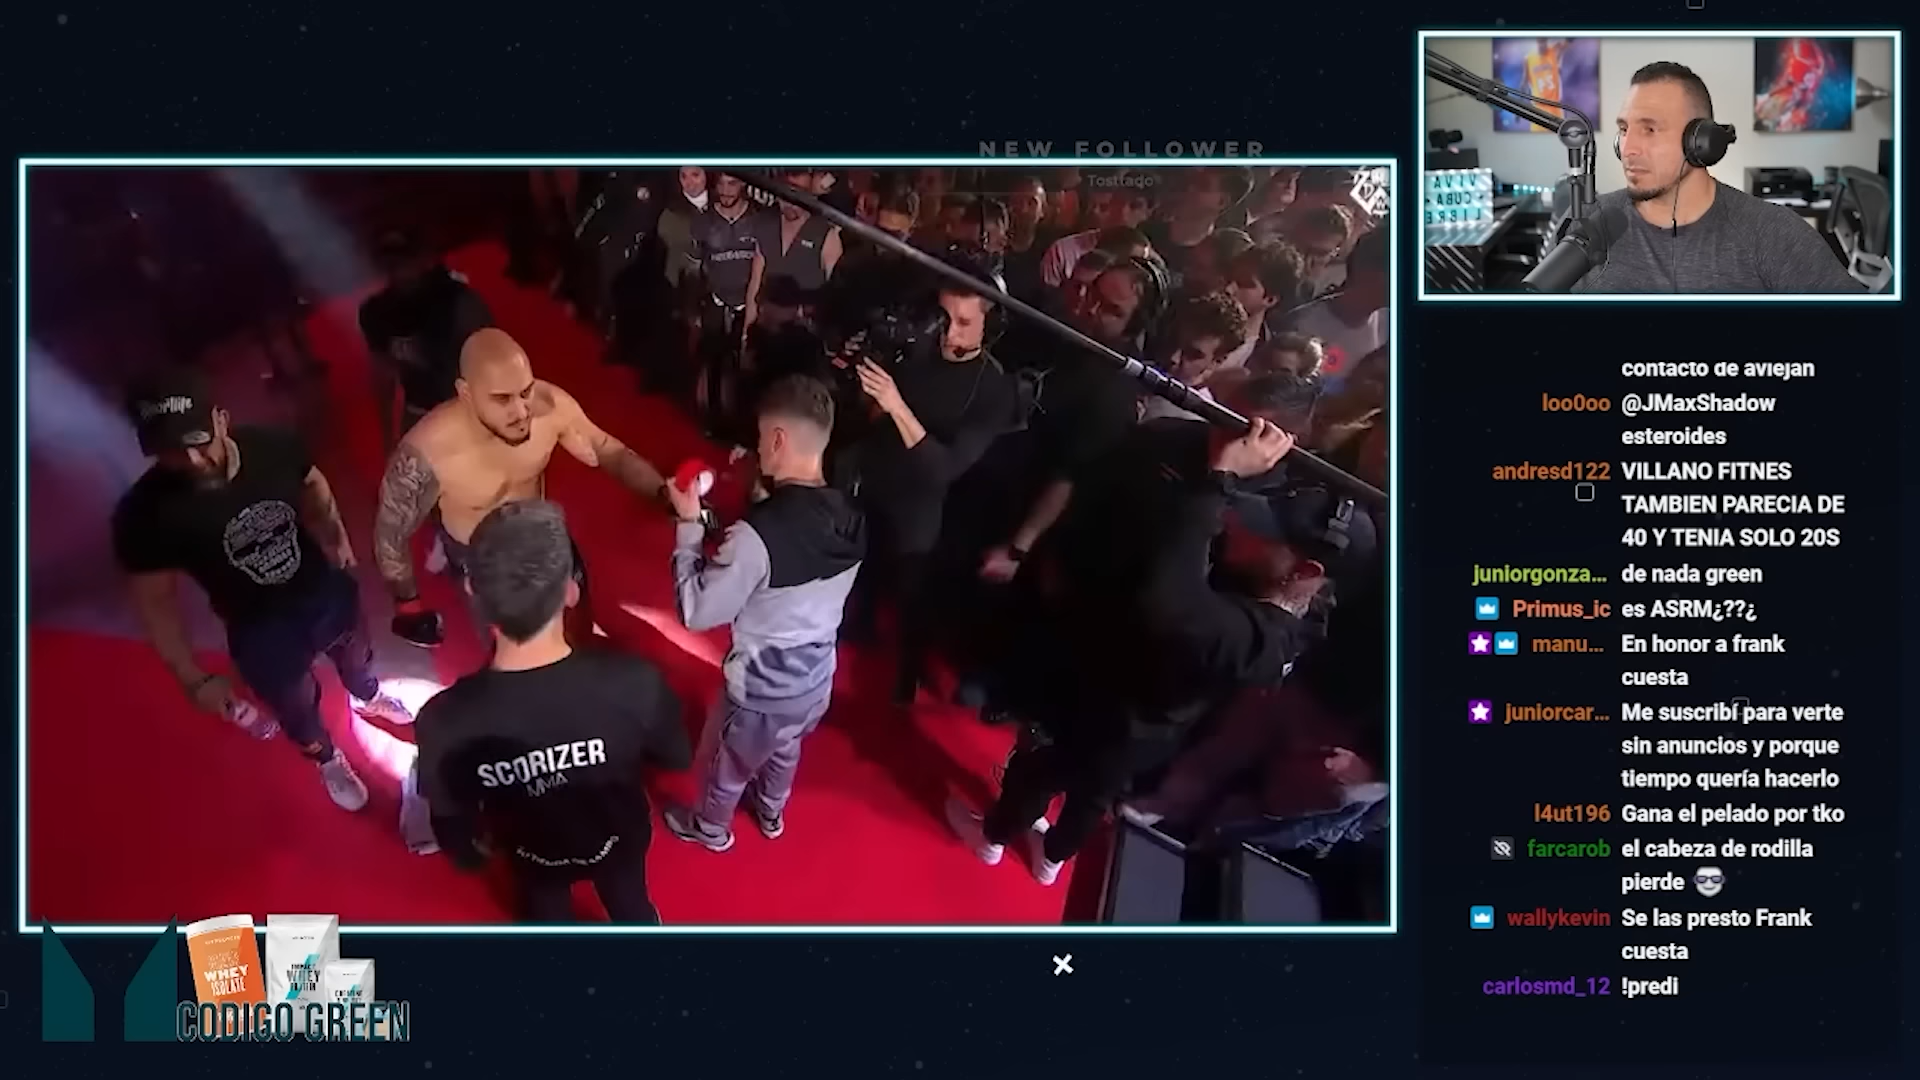 NEW FOLLOWER
Tosttado
VIVA
CUBA
LIBRE
SCORIZER
MMA
WHEY
ISOLATE
WHEY
CODIGO GREEN
contacto de aviejan
loo0oo @JMaxShadow
esteroides
andresd122 VILLANO FITNES
TAMBIEN PARECIA DE
40 Y TENIA SOLO 20S
juniorgonza... de nada green
Primus_ic es ASRM¿??¿
manu... En honor a frank
cuesta
juniorcar... Me suscribí para verte
sin anuncios y porque
tiempo quería hacerlo
l4ut196 Gana el pelado por tko
farcarob el cabeza de rodilla
pierde
wallykevin Se las presto Frank
cuesta
carlosmd_12 !predi